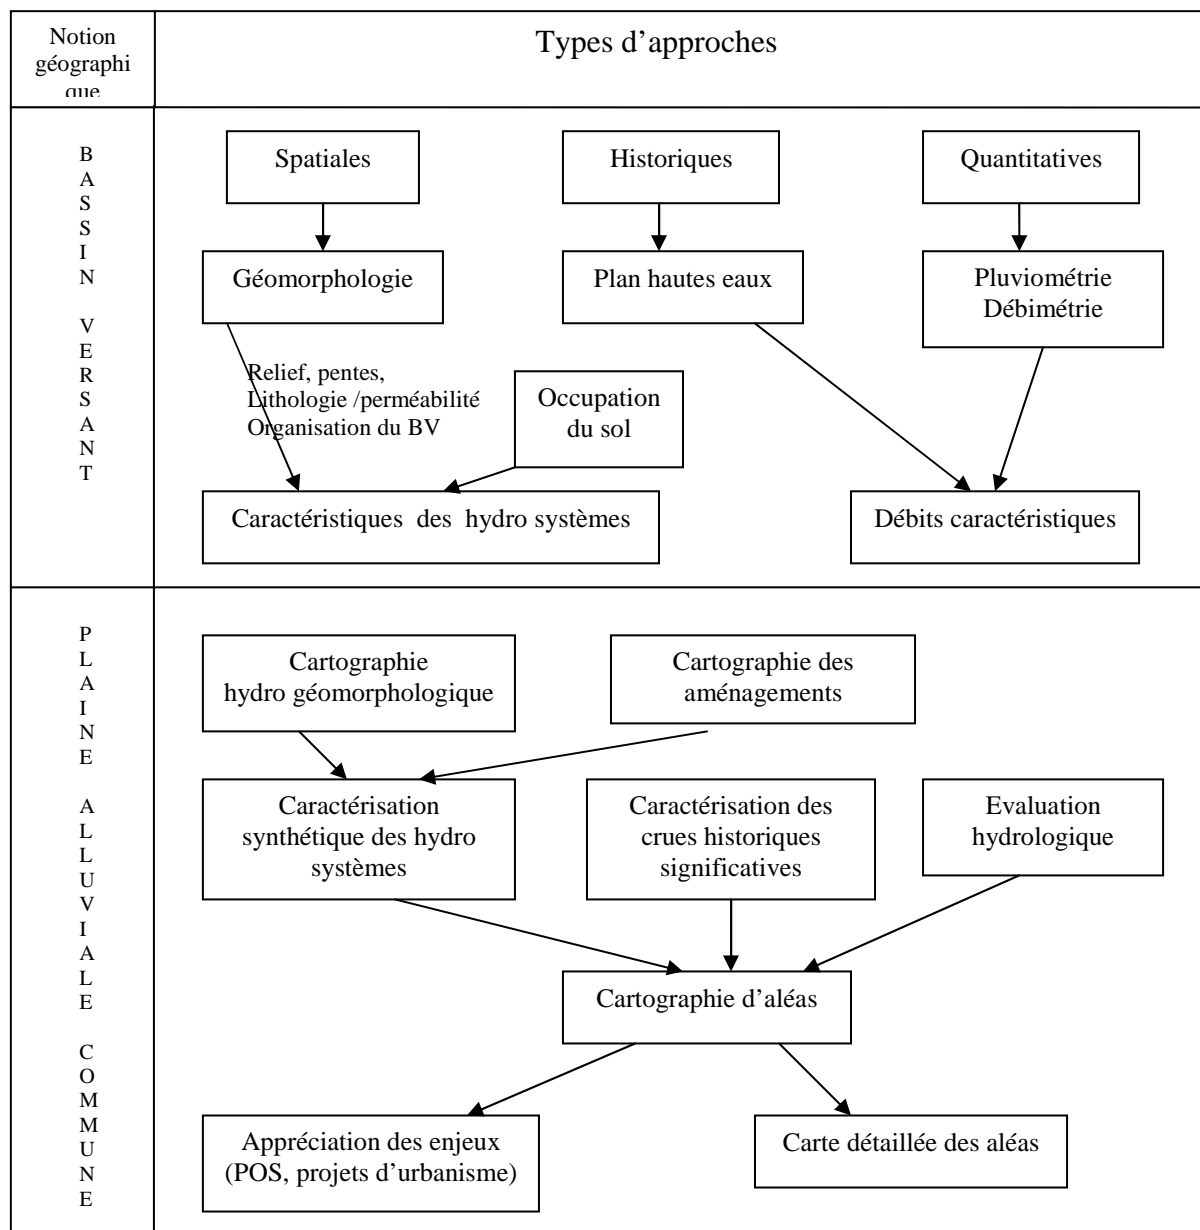 Notion
géographi
que
Types d’approches
B
A
S
S
I
N
V
E
R
S
A
N
T
Spatiales
Historiques
Quantitatives
Géomorphologie
Plan hautes eaux
Pluviométrie
Débimétrie
Relief, pentes,
Lithologie /perméabilité
Organisation du BV
Occupation
du sol
Caractéristiques des hydro systèmes
Débits caractéristiques
P
L
A
I
N
E
A
L
L
U
V
I
A
L
E
C
O
M
M
U
N
E
Cartographie
hydro géomorphologique
Cartographie des
aménagements
Caractérisation
synthétique des hydro
systèmes
Caractérisation des
crues historiques
significatives
Evaluation
hydrologique
Cartographie d’aléas
Appréciation des enjeux
(POS, projets d’urbanisme)
Carte détaillée des aléas